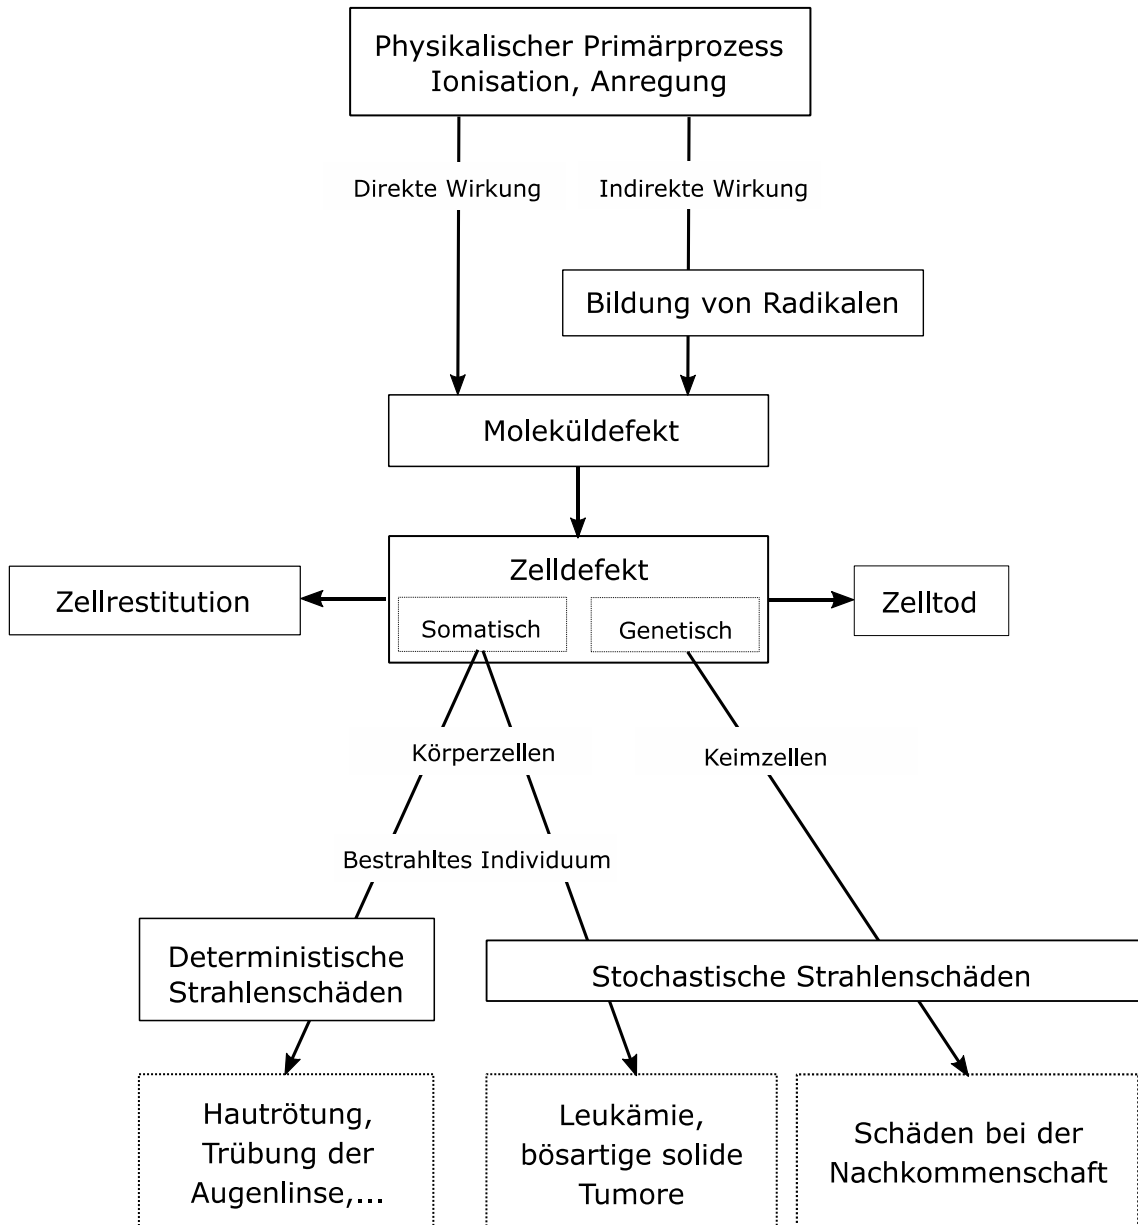 Physikalischer Primärprozess
Ionisation, Anregung
Direkte Wirkung
Indirekte Wirkung
Bildung von Radikalen
Moleküldefekt
Zelldefekt
Zellrestitution
Somatisch
Genetisch
Zelltod
Körperzellen
Keimzellen
Bestrahltes Individuum
Deterministische
Strahlenschäden
Stochastische Strahlenschäden
Hautrötung,
Trübung der
Augenlinse,...
Leukämie,
bösartige solide
Tumore
Schäden bei der
Nachkommenschaft